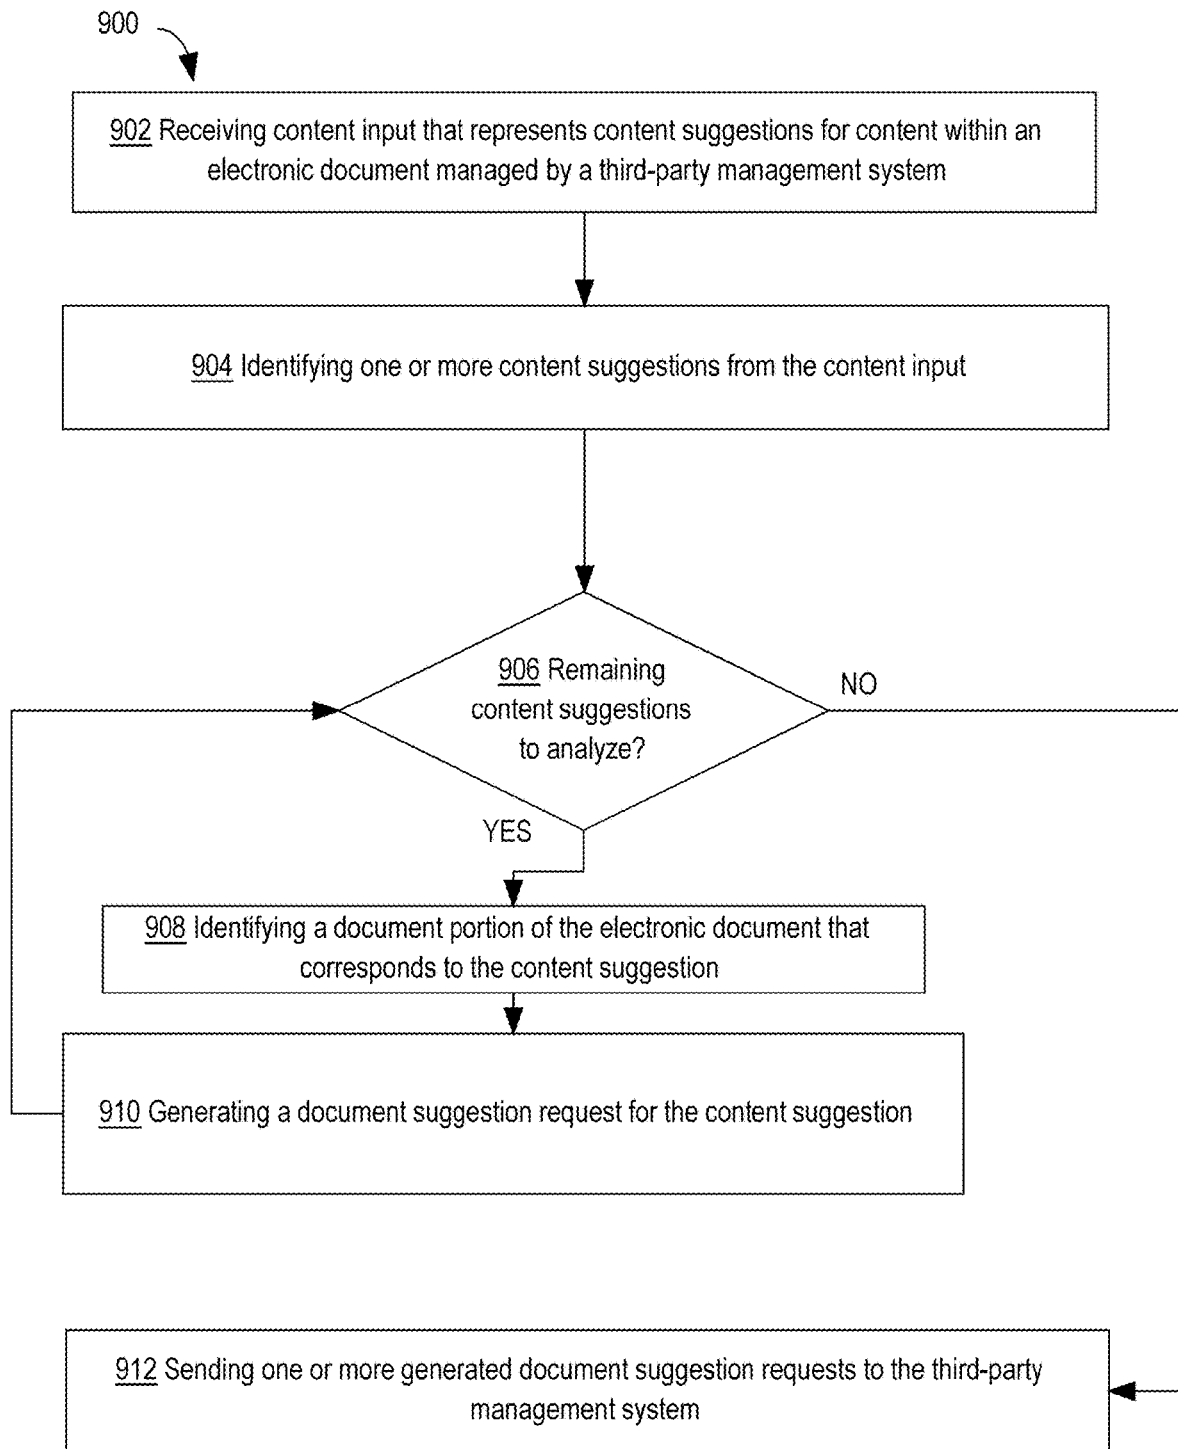 900
902 Receiving content input that represents content suggestions for content within an
electronic document managed by a third-party management system
904 Identifying one or more content suggestions from the content input
906 Remaining
content suggestions
to analyze?
NO
YES
908 Identifying a document portion of the electronic document that
corresponds to the content suggestion
910 Generating a document suggestion request for the content suggestion
912 Sending one or more generated document suggestion requests to the third-party
management system